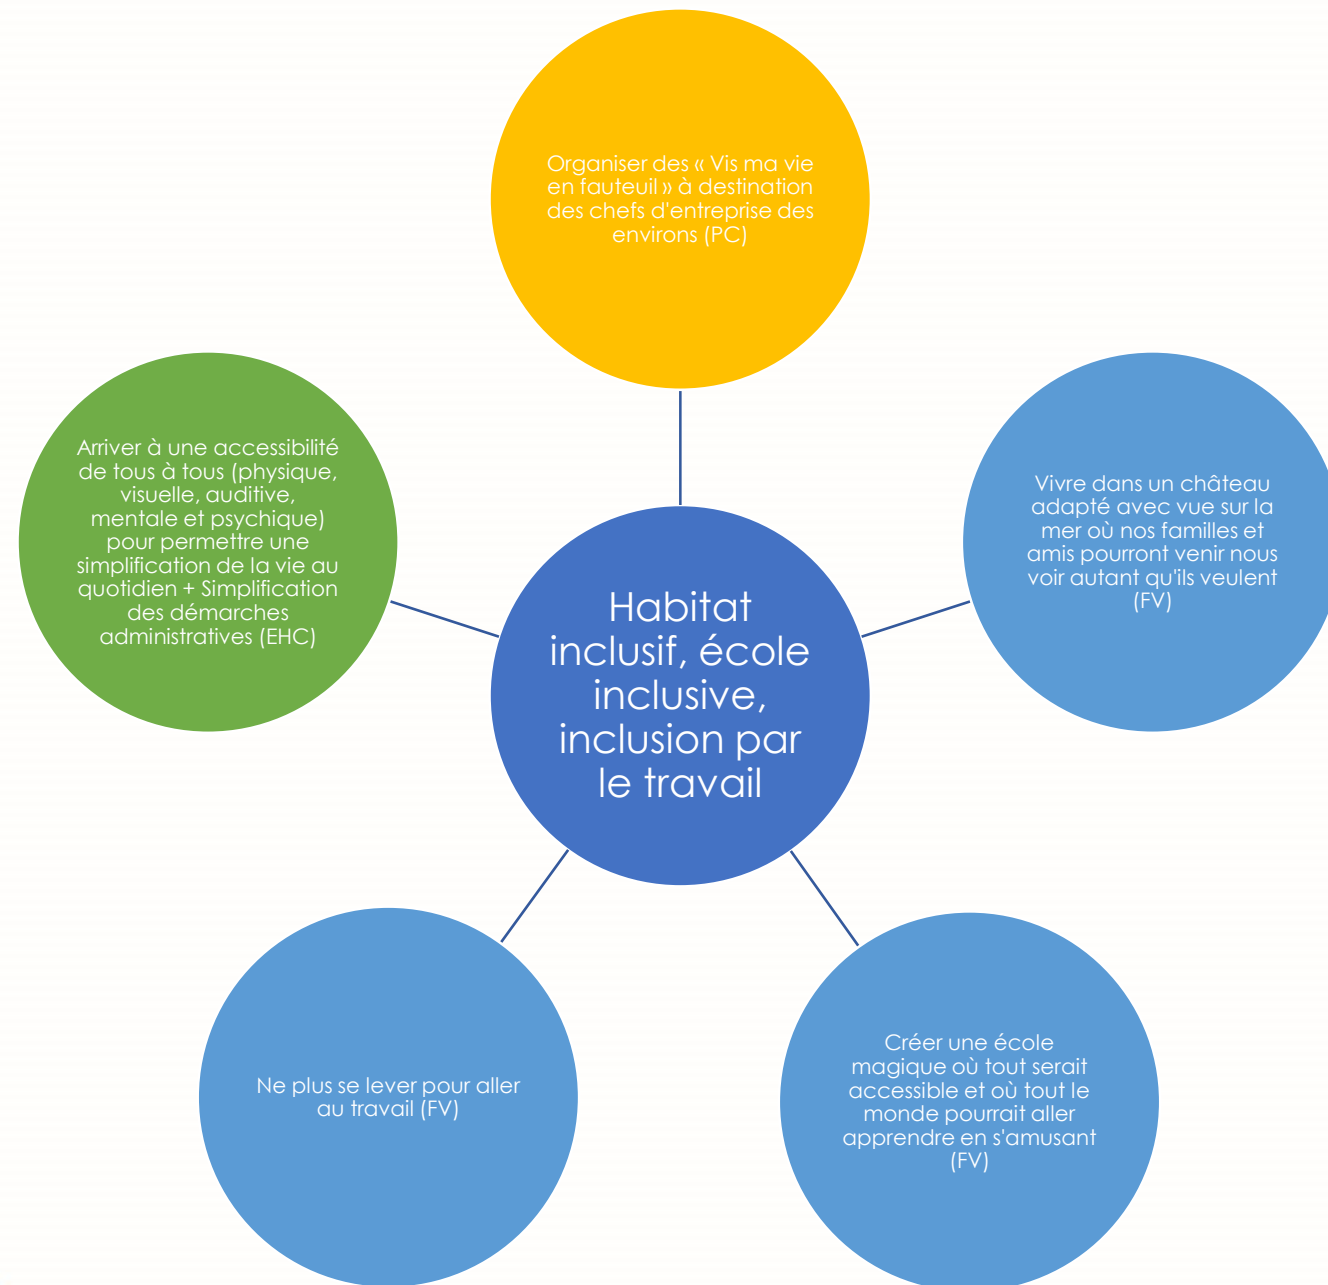 Organiser des « Vis ma vie
en fauteuil » à destination
des chefs d'entreprise des
environs (PC)
Arriver à une accessibilité
de tous à tous (physique,
visuelle, auditive,
mentale et psychique)
pour permettre une
simplification de la vie au
quotidien + Simplification
des démarches
administratives (EHC)
Vivre dans un château
adapté avec vue sur la
mer où nos familles et
amis pourront venir nous
voir autant qu'ils veulent
(FV)
Habitat
inclusif, école
inclusive,
inclusion par
le travail
Ne plus se lever pour aller
au travail (FV)
Créer une école
magique où tout serait
accessible et où tout le
monde pourrait aller
apprendre en s'amusant
(FV)